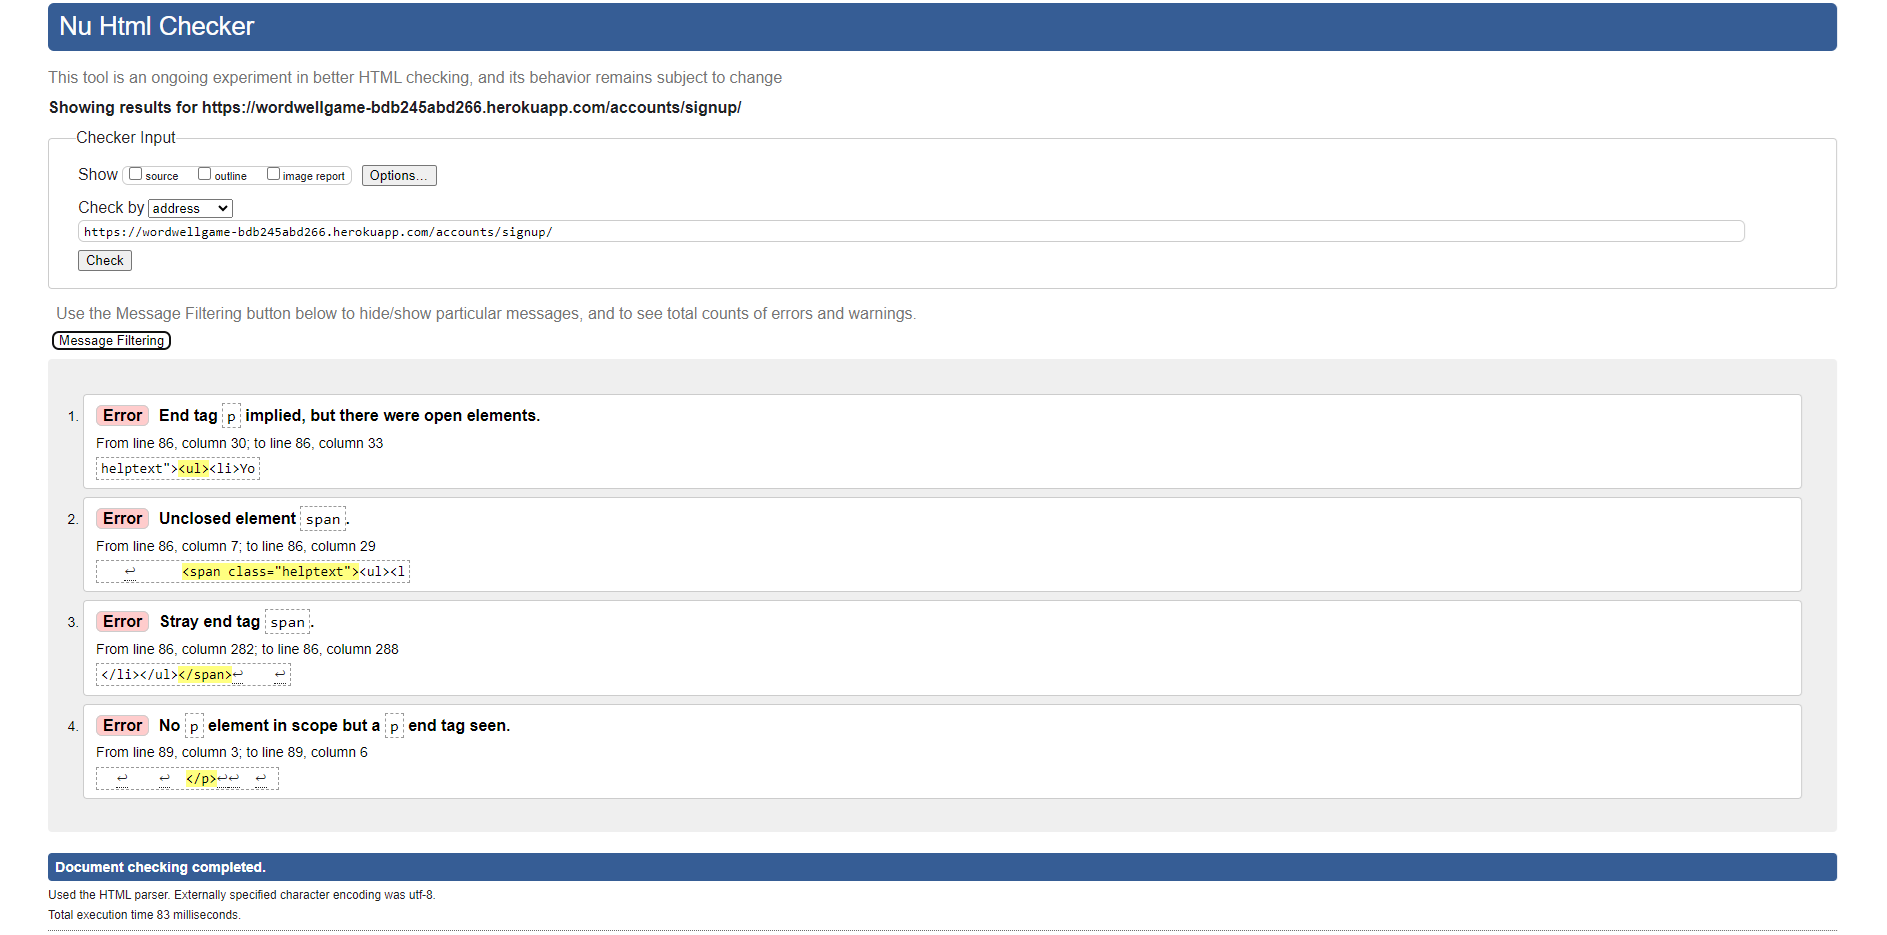 Nu Html Checker
This tool is an ongoing experiment in better HTML checking, and its behavior remains subject to change
Showing results for https://wordwellgame-bdb245abd266.herokuapp.com/accounts/signup/
Checker Input
Show source outline image report Options...
Check by address
https://wordwellgame-bdb245abd266.herokuapp.com/accounts/signup/
Check
Use the Message Filtering button below to hide/show particular messages, and to see total counts of errors and warnings.
Message Filtering
1. Error End tag p implied, but there were open elements.
From line 86, column 30; to line 86, column 33
helptext"><ul><li>Yo
2. Error Unclosed element span.
From line 86, column 7; to line 86, column 29
↩ <span class="helptext"><ul><l
3. Error Stray end tag span.
From line 86, column 282; to line 86, column 288
</li></ul></span>↩ ↩
4. Error No p element in scope but a p end tag seen.
From line 89, column 3; to line 89, column 6
↩ ↩ </p>↩↩ ↩
Document checking completed.
Used the HTML parser. Externally specified character encoding was utf-8.
Total execution time 83 milliseconds.